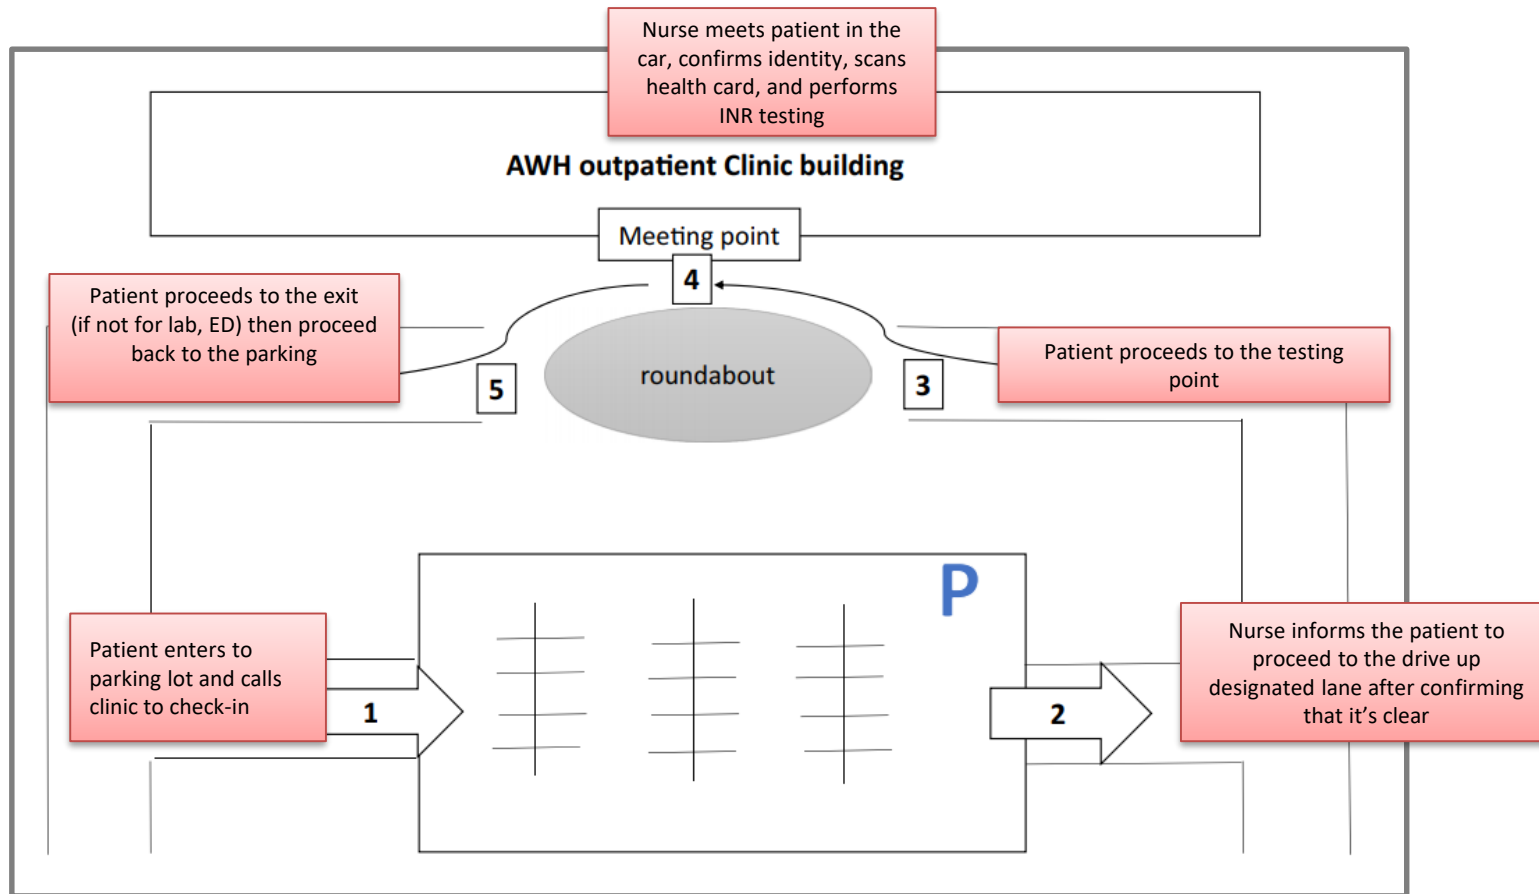 Nurse meets patient in the
car, confirms identity, scans
health card, and performs
INR testing
AWH outpatient Clinic building
Meeting point
4
Patient proceeds to the exit
(if not for lab, ED) then proceed
back to the parking
5
roundabout
3
Patient proceeds to the testing
point
P
Patient enters to
parking lot and calls
clinic to check-in
1
2
Nurse informs the patient to
proceed to the drive up
designated lane after confirming
that it’s clear